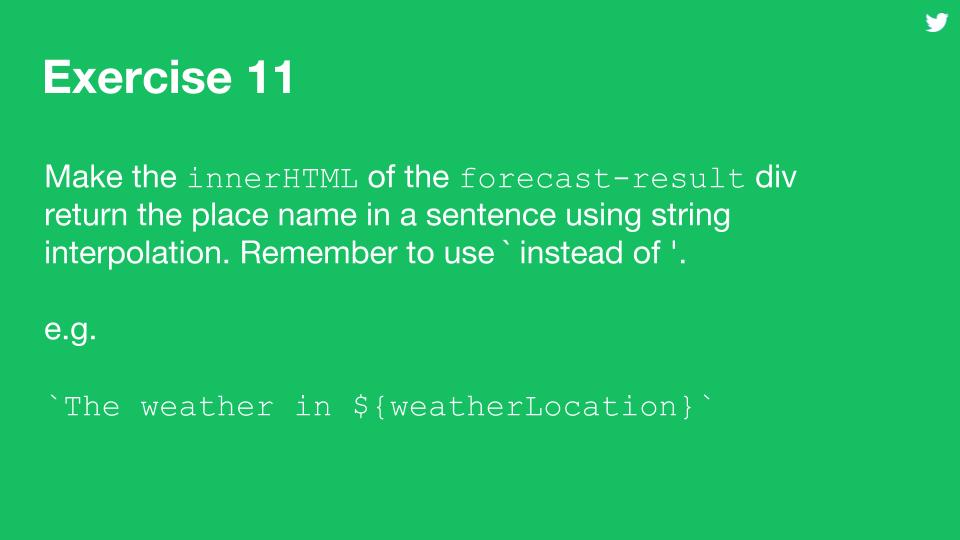 Exercise 11
Make the innerHTML of the forecast-result div
return the place name in a sentence using string
interpolation. Remember to use ` instead of '.
e.g.
`The weather in ${weatherLocation}`